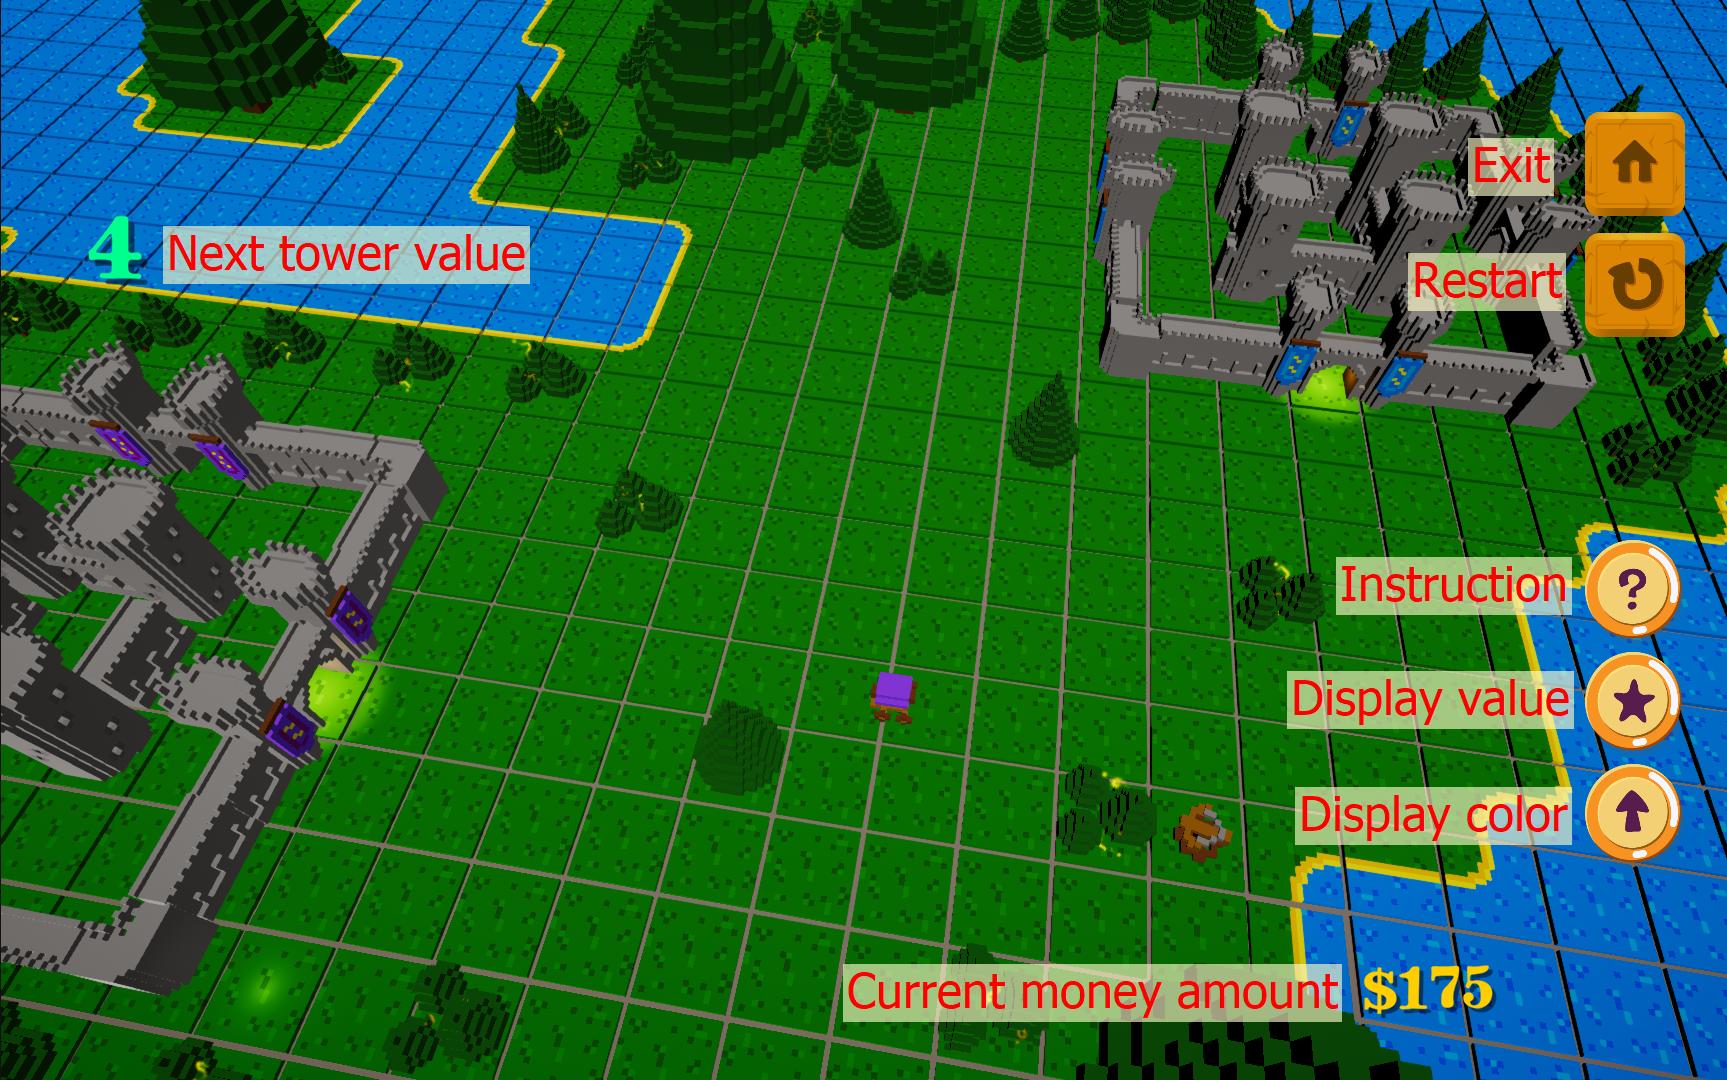 Exit
4 Next tower value
Restart
Instruction
?
Display value
Display color
Current money amount $175